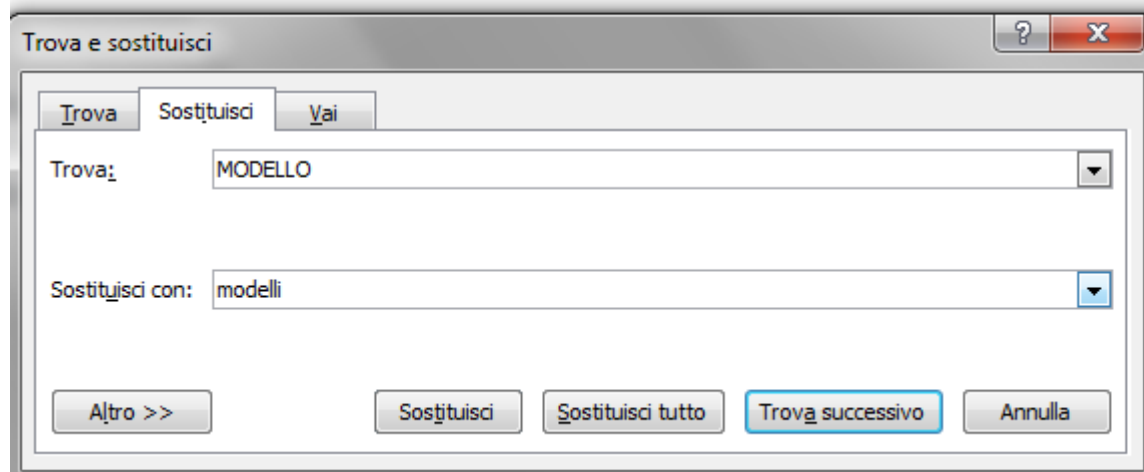 Trova e sostituisci
Trova Sostituisci Vai
Trova: MODELLO
Sostituisci con: modelli
Altro >> Sostituisci Sostituisci tutto Trova successivo Annulla